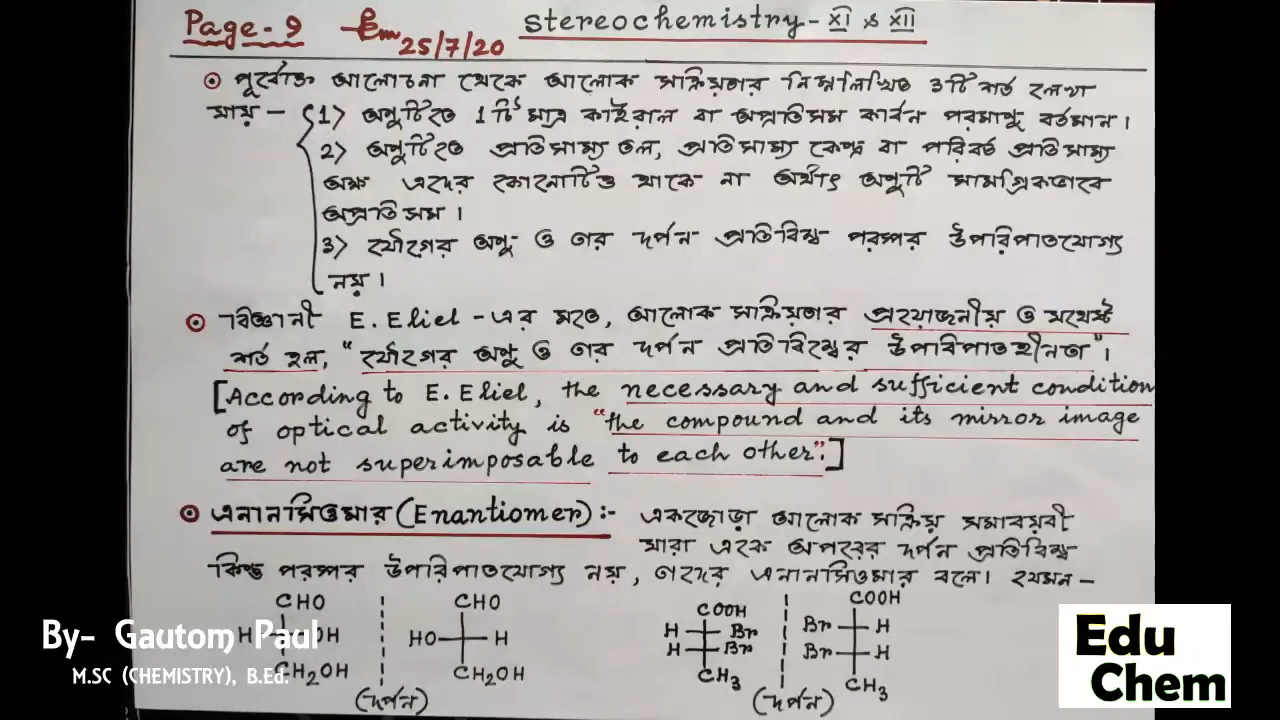 Page-9 Em 25/7/20 stereochemistry - XI & XII
পূর্বোক্ত আলোচনা থেকে আলোক সক্রিয়তার নিম্নলিখিত 3টি শর্ত লেখা
যায় –
1> অণুটিতে 1টি মাত্র কাইরাল বা অপ্রতিসম কার্বন পরমাণু বর্তমান।
2> অণুটিতে প্রতিসাম্য তল, প্রতিসাম্য কেন্দ্র বা পরিবর্ত প্রতিসাম্য
অক্ষ এদের কোনোটিও থাকে না অর্থাৎ অণুটি সামগ্রিকভাবে
অপ্রতিসম।
3> যৌগের অণু ও তার দর্পন প্রতিবিম্ব পরস্পর উপরিপাতযোগ্য
নয়।
বিজ্ঞানী E. Eliel-এর মতে, আলোক সক্রিয়তার প্রয়োজনীয় ও যথেষ্ট
শর্ত হল, "যৌগের অণু ও তার দর্পন প্রতিবিম্বের উপরিপাতহীনতা"।
[According to E. Eliel, the necessary and sufficient condition
of optical activity is "the compound and its mirror image
are not superimposable to each other".]
এনানসিওমার (Enantiomer) :- একজোড়া আলোক সক্রিয় সমাবয়বী
যারা একে অপরের দর্পন প্রতিবিম্ব
কিন্তু পরস্পর উপরিপাতযোগ্য নয়, তাদের এনানসিওমার বলে। যেমন –
CHO CHO COOH COOH
H OH HO H H Br Br H
H Br Br H
CH2OH CH2OH CH3 CH3
(দর্পন) (দর্পন)
By- Gautom Paul
M.SC (CHEMISTRY), B.Ed.
Edu
Chem